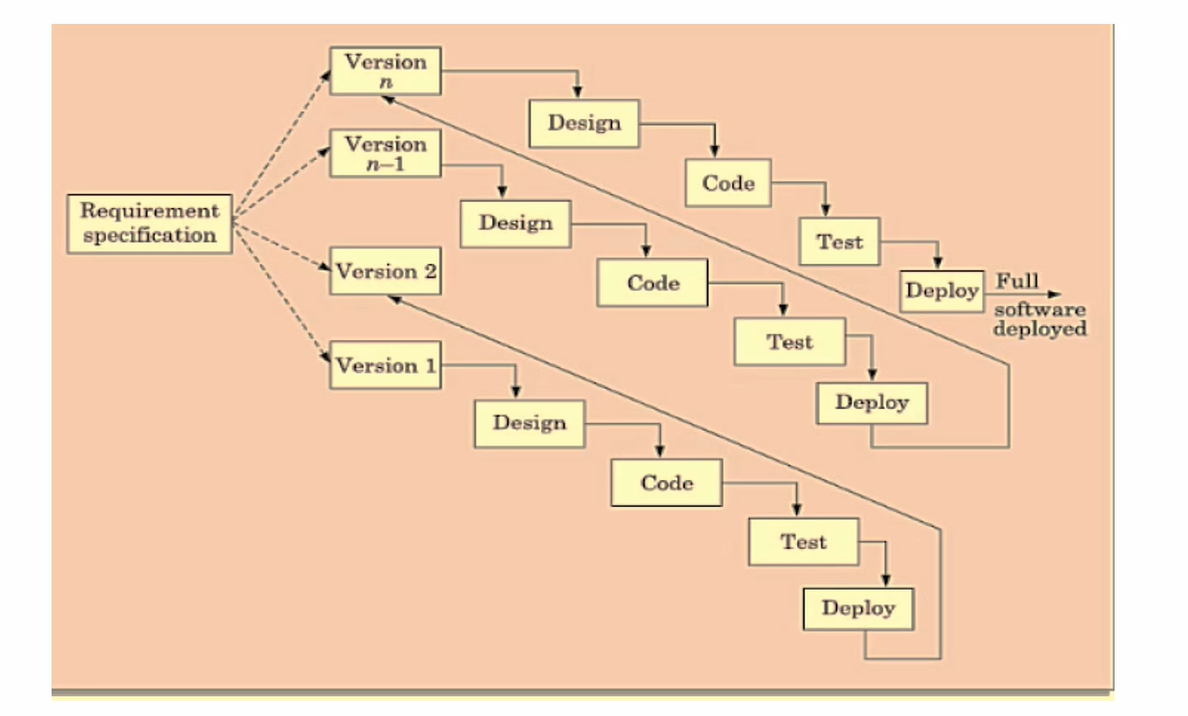 Version
n
Design
Code
Test
Deploy
Full
software
deployed
Version
n–1
Design
Code
Test
Deploy
Requirement
specification
Version 2
Version 1
Design
Code
Test
Deploy